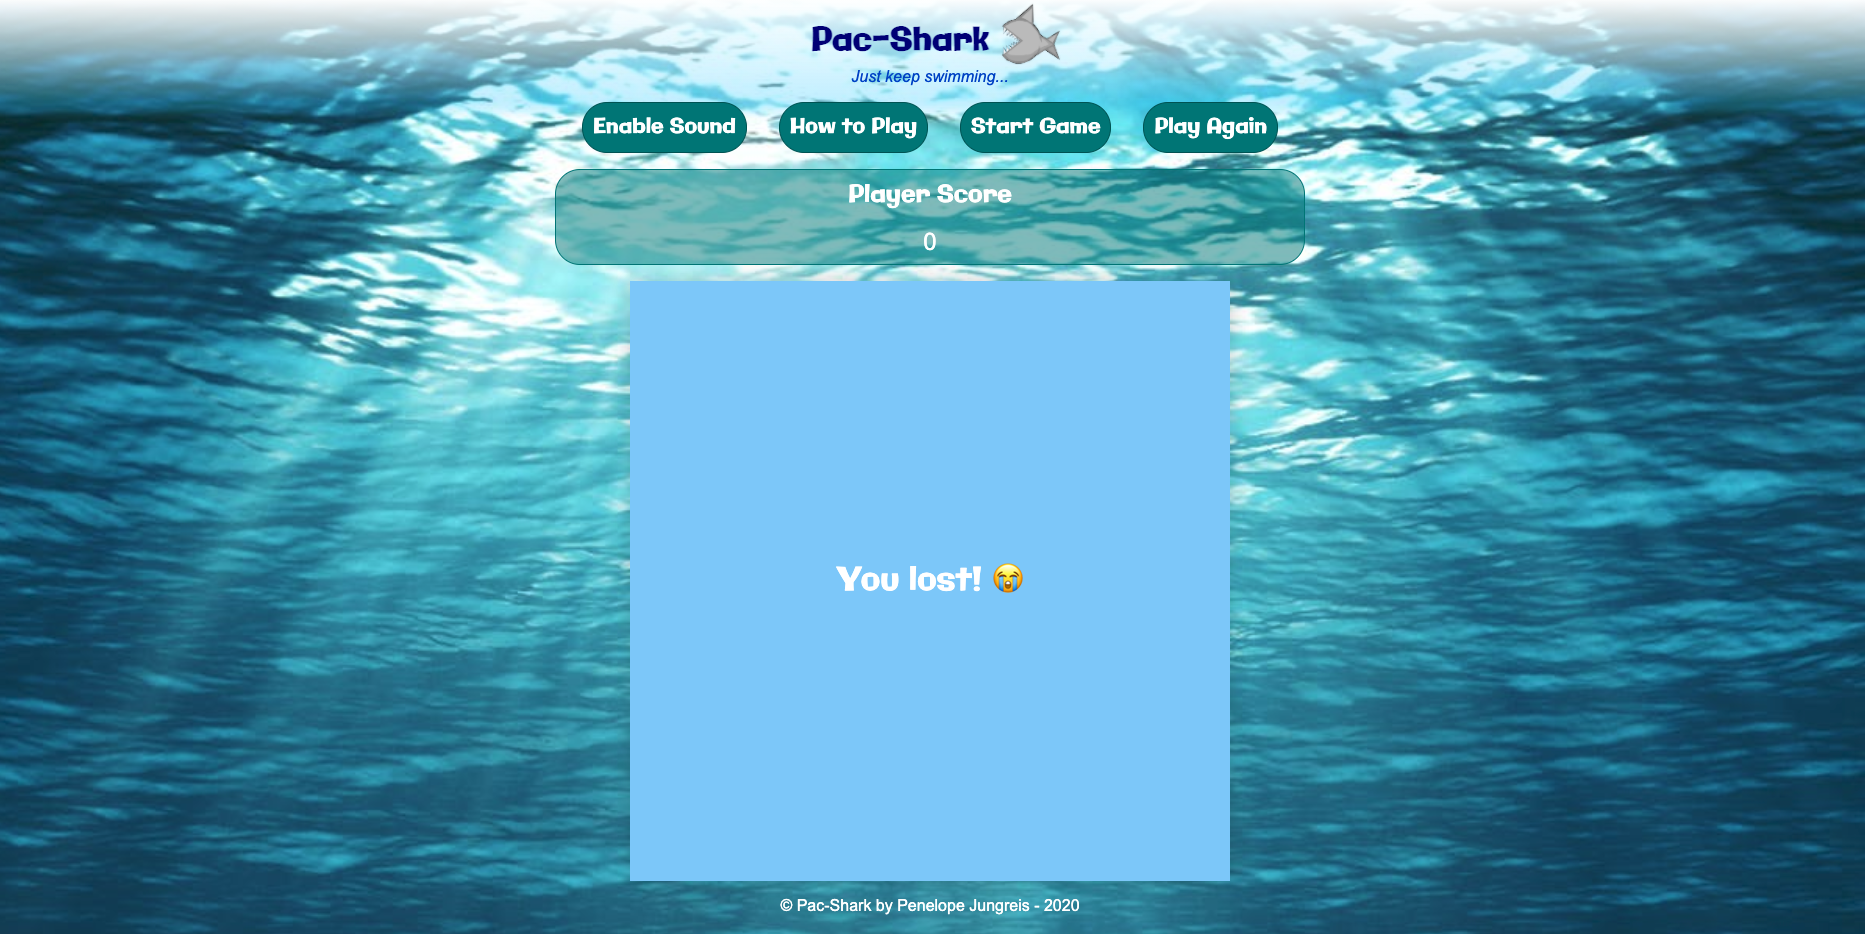 Pac-Shark
Just keep swimming...
Enable Sound
How to Play
Start Game
Play Again
Player Score
0
You lost! 😭
© Pac-Shark by Penelope Jungreis - 2020